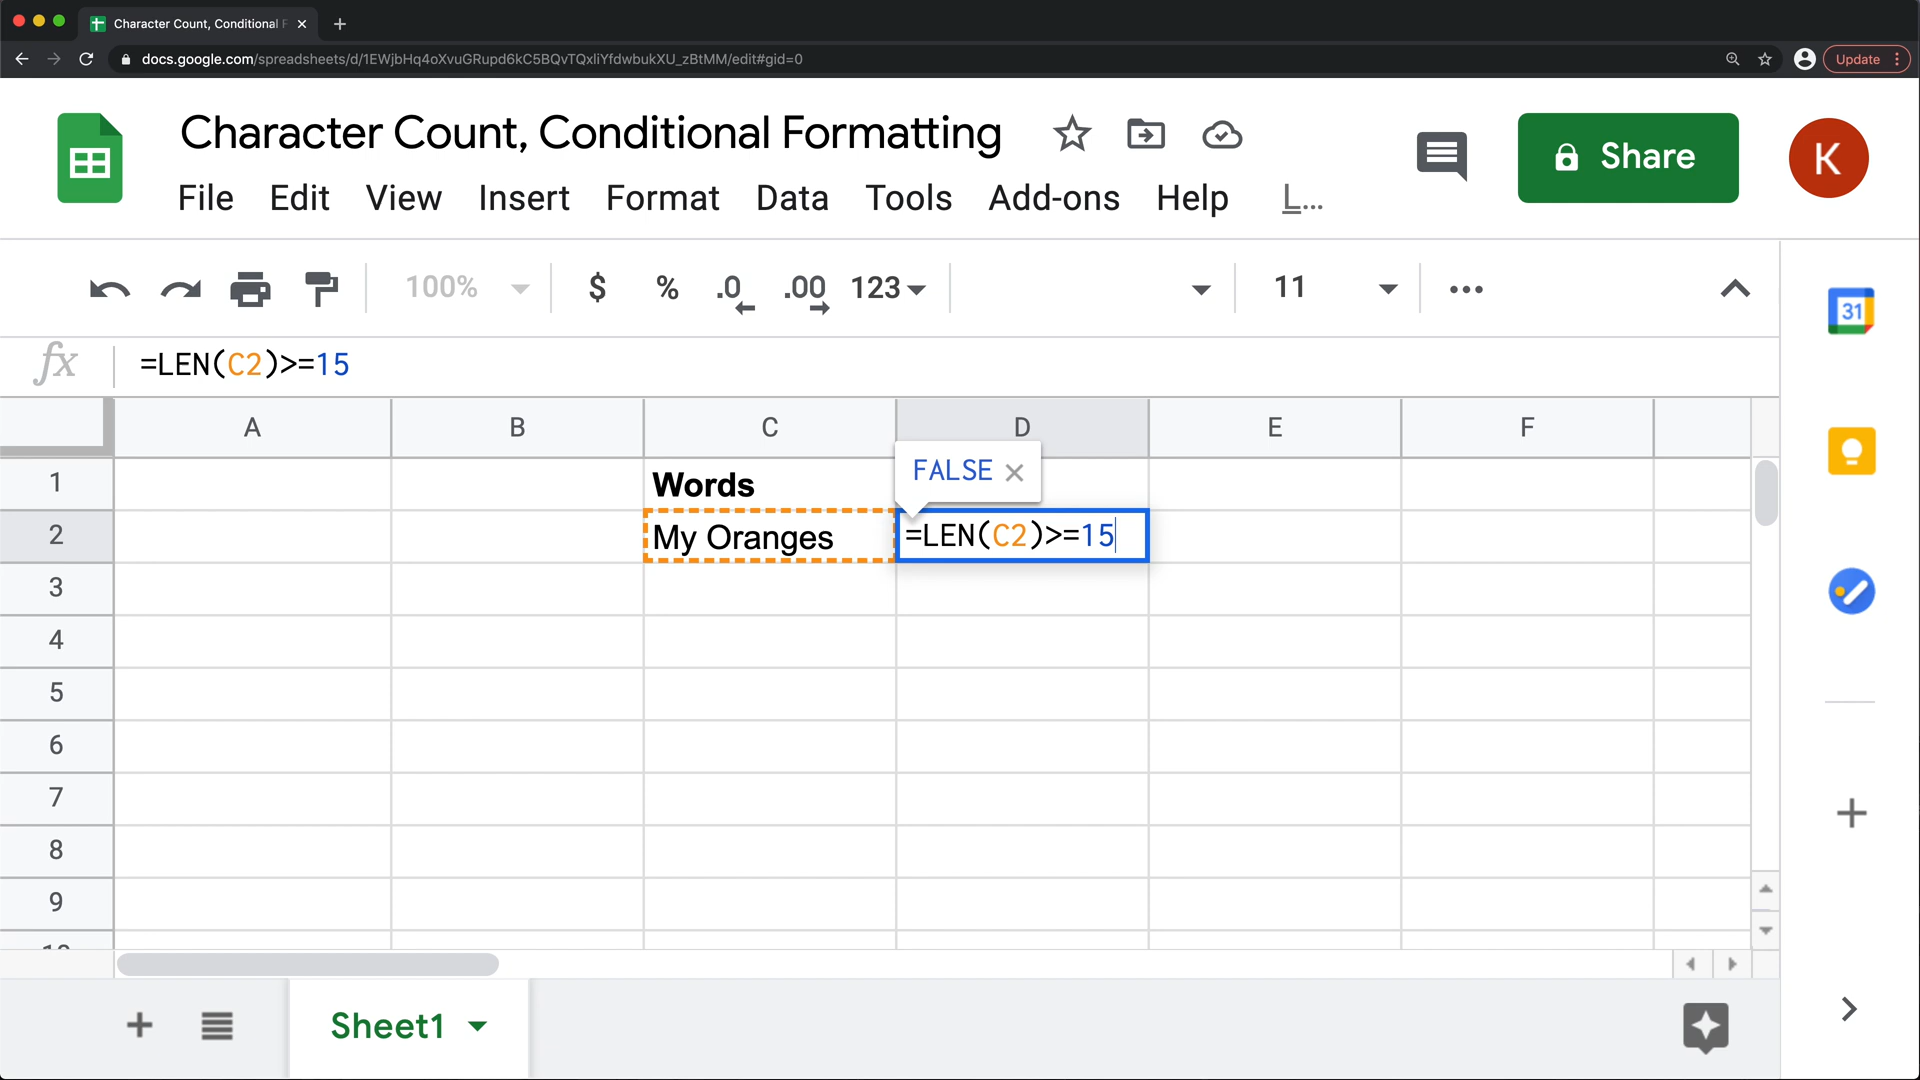 Character Count, Conditional F
docs.google.com/spreadsheets/d/1EWjbHq4oXvuGRupd6kC5BQvTQxliYfdwbukXU_zBtMM/edit#gid=0
Update
Character Count, Conditional Formatting
Share
K
File Edit View Insert Format Data Tools Add-ons Help L...
100% $ % .0 .00 123 11
31
fx =LEN(C2)>=15
A B C D E F
FALSE
1 Words
2 My Oranges =LEN(C2)>=15
3
4
5
6
7
8
9
10
Sheet1